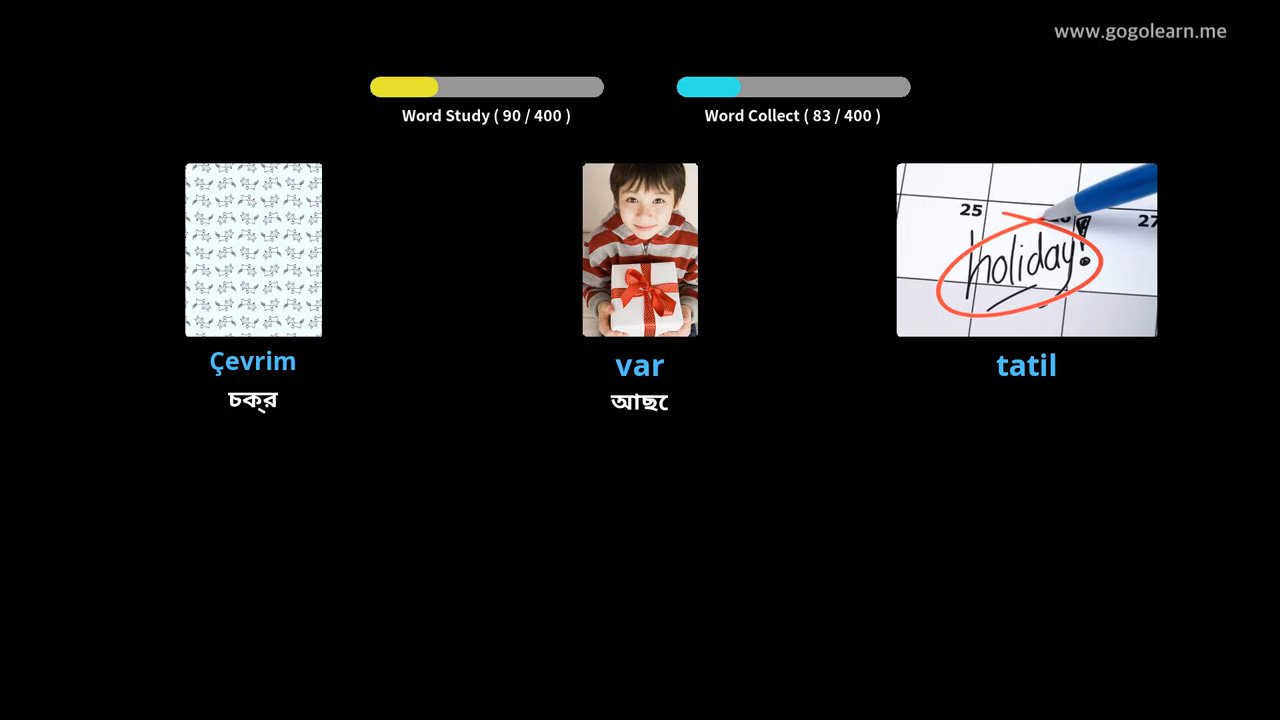 www.gogolearn.me
Word Study ( 90 / 400 )
Word Collect ( 83 / 400 )
25
27
holiday!
Çevrim
var
tatil
চক্র
আছে